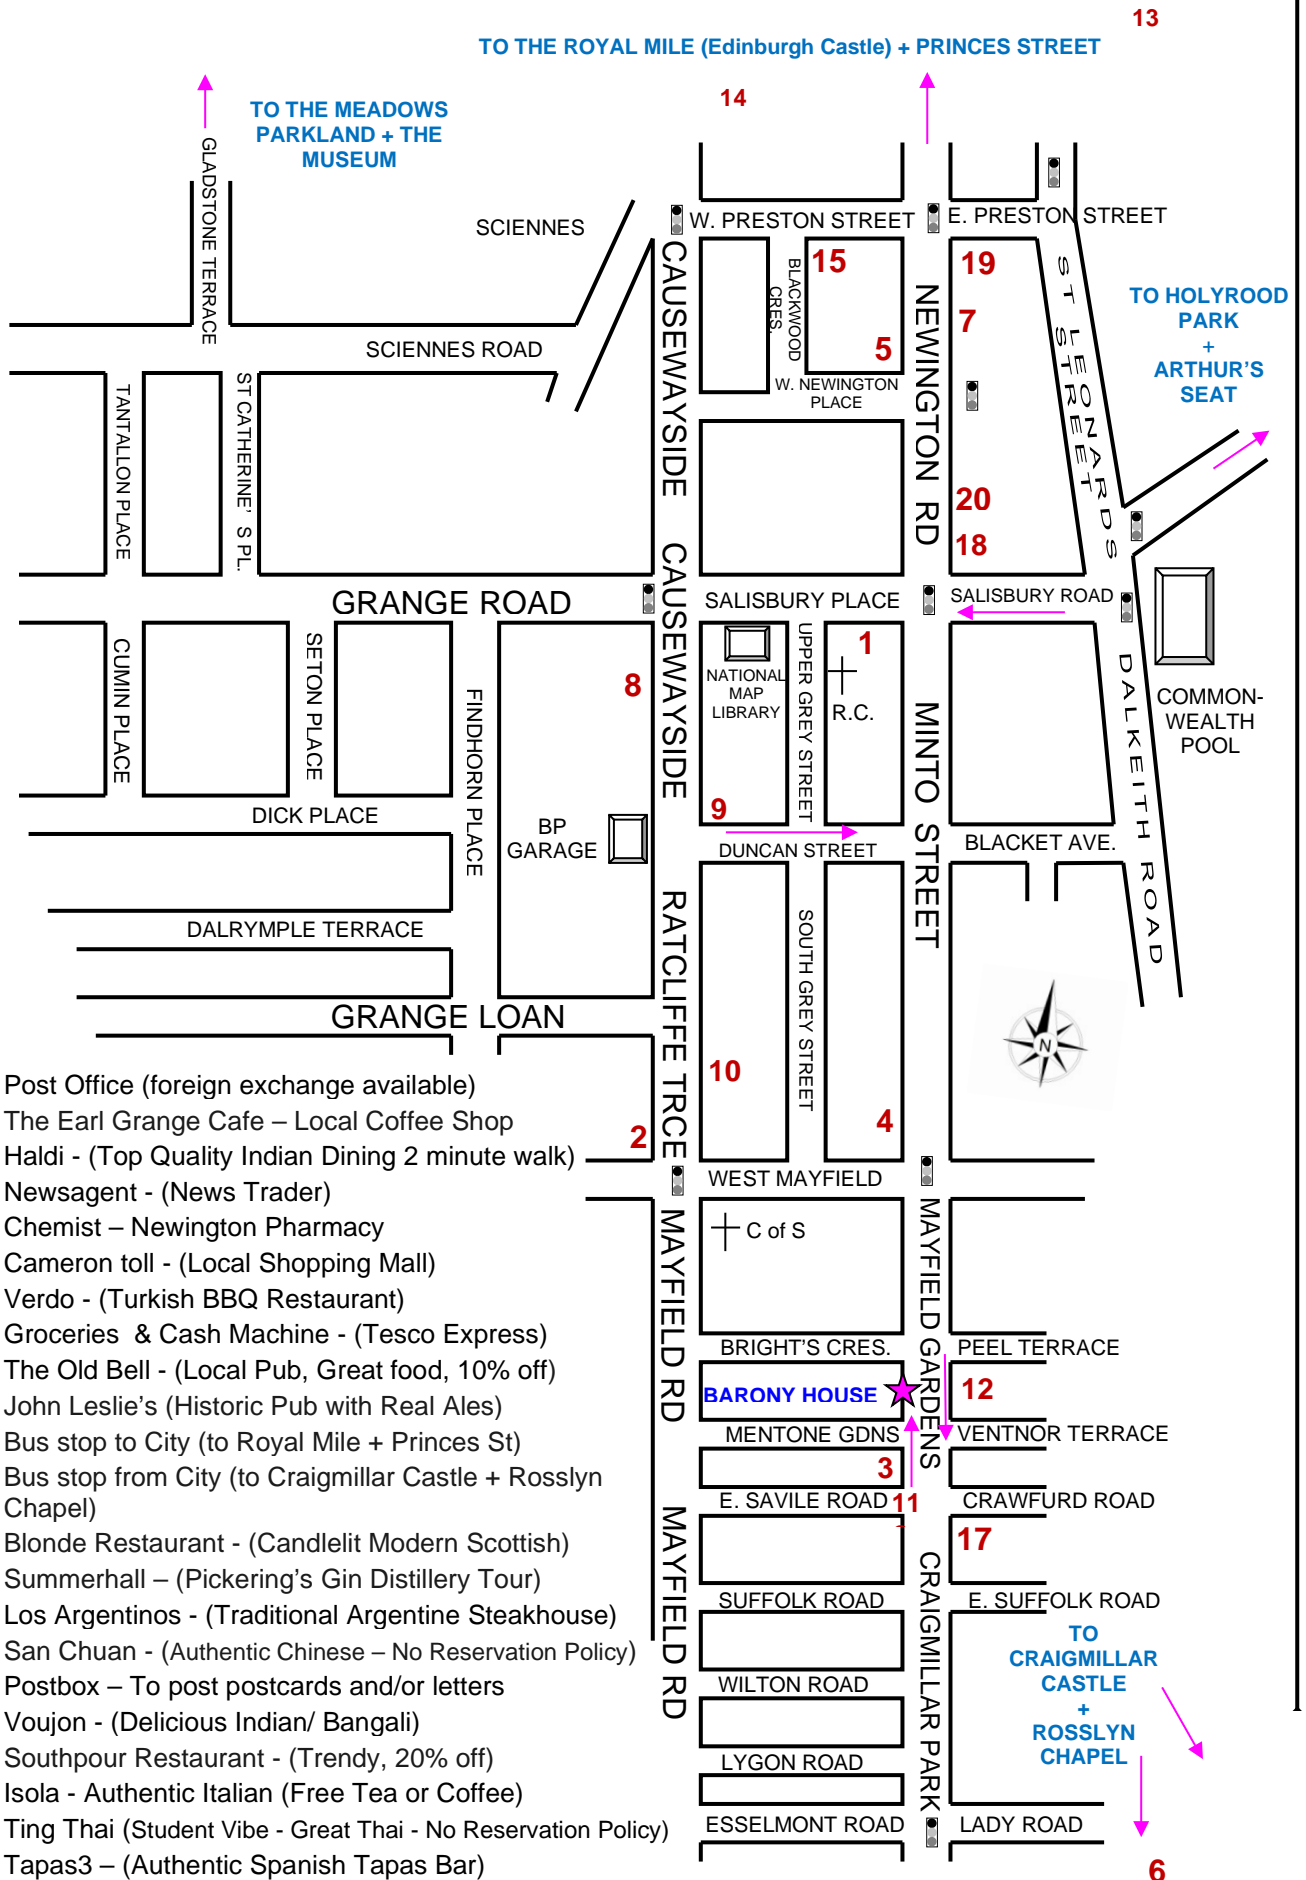 13
TO THE ROYAL MILE (Edinburgh Castle) + PRINCES STREET
14
TO THE MEADOWS
PARKLAND + THE
MUSEUM
GLADSTONE TERRACE
SCIENNES
W. PRESTON STREET
E. PRESTON STREET
CAUSEWAYSIDE
BLACKWOOD
CRES.
15
19
NEWINGTON RD
7
ST LEONARDS
STREET
TO HOLYROOD
PARK
+
ARTHUR'S
SEAT
SCIENNES ROAD
5
W. NEWINGTON
PLACE
TANTALLON PLACE
ST CATHERINE' S PL.
20
18
GRANGE ROAD
CAUSEWAYSIDE
SALISBURY PLACE
SALISBURY ROAD
CUMIN PLACE
SETON PLACE
FINDHORN PLACE
8
NATIONAL
MAP
LIBRARY
UPPER GREY STREET
1
R.C.
MINTO STREET
DALKEITH ROAD
COMMON-
WEALTH
POOL
DICK PLACE
BP
GARAGE
9
DUNCAN STREET
BLACKET AVE.
DALRYMPLE TERRACE
RATCLIFFE TRCE
SOUTH GREY STREET
GRANGE LOAN
N
10
4
2
WEST MAYFIELD
Post Office (foreign exchange available)
The Earl Grange Cafe – Local Coffee Shop
Haldi - (Top Quality Indian Dining 2 minute walk)
Newsagent - (News Trader)
Chemist – Newington Pharmacy
Cameron toll - (Local Shopping Mall)
Verdo - (Turkish BBQ Restaurant)
Groceries & Cash Machine - (Tesco Express)
The Old Bell - (Local Pub, Great food, 10% off)
John Leslie's (Historic Pub with Real Ales)
Bus stop to City (to Royal Mile + Princes St)
Bus stop from City (to Craigmillar Castle + Rosslyn
Chapel)
Blonde Restaurant - (Candlelit Modern Scottish)
Summerhall – (Pickering's Gin Distillery Tour)
Los Argentinos - (Traditional Argentine Steakhouse)
San Chuan - (Authentic Chinese – No Reservation Policy)
Postbox – To post postcards and/or letters
Voujon - (Delicious Indian/ Bangali)
Southpour Restaurant - (Trendy, 20% off)
Isola - Authentic Italian (Free Tea or Coffee)
Ting Thai (Student Vibe - Great Thai - No Reservation Policy)
Tapas3 – (Authentic Spanish Tapas Bar)
MAYFIELD RD
C of S
MAYFIELD GARDENS
BRIGHT'S CRES.
PEEL TERRACE
BARONY HOUSE
12
MENTONE GDNS
VENTNOR TERRACE
3
E. SAVILE ROAD
11
CRAWFURD ROAD
MAYFIELD RD
17
CRAIGMILLAR PARK
SUFFOLK ROAD
E. SUFFOLK ROAD
TO
CRAIGMILLAR
CASTLE
+
ROSSLYN
CHAPEL
WILTON ROAD
LYGON ROAD
ESSELMONT ROAD
LADY ROAD
6